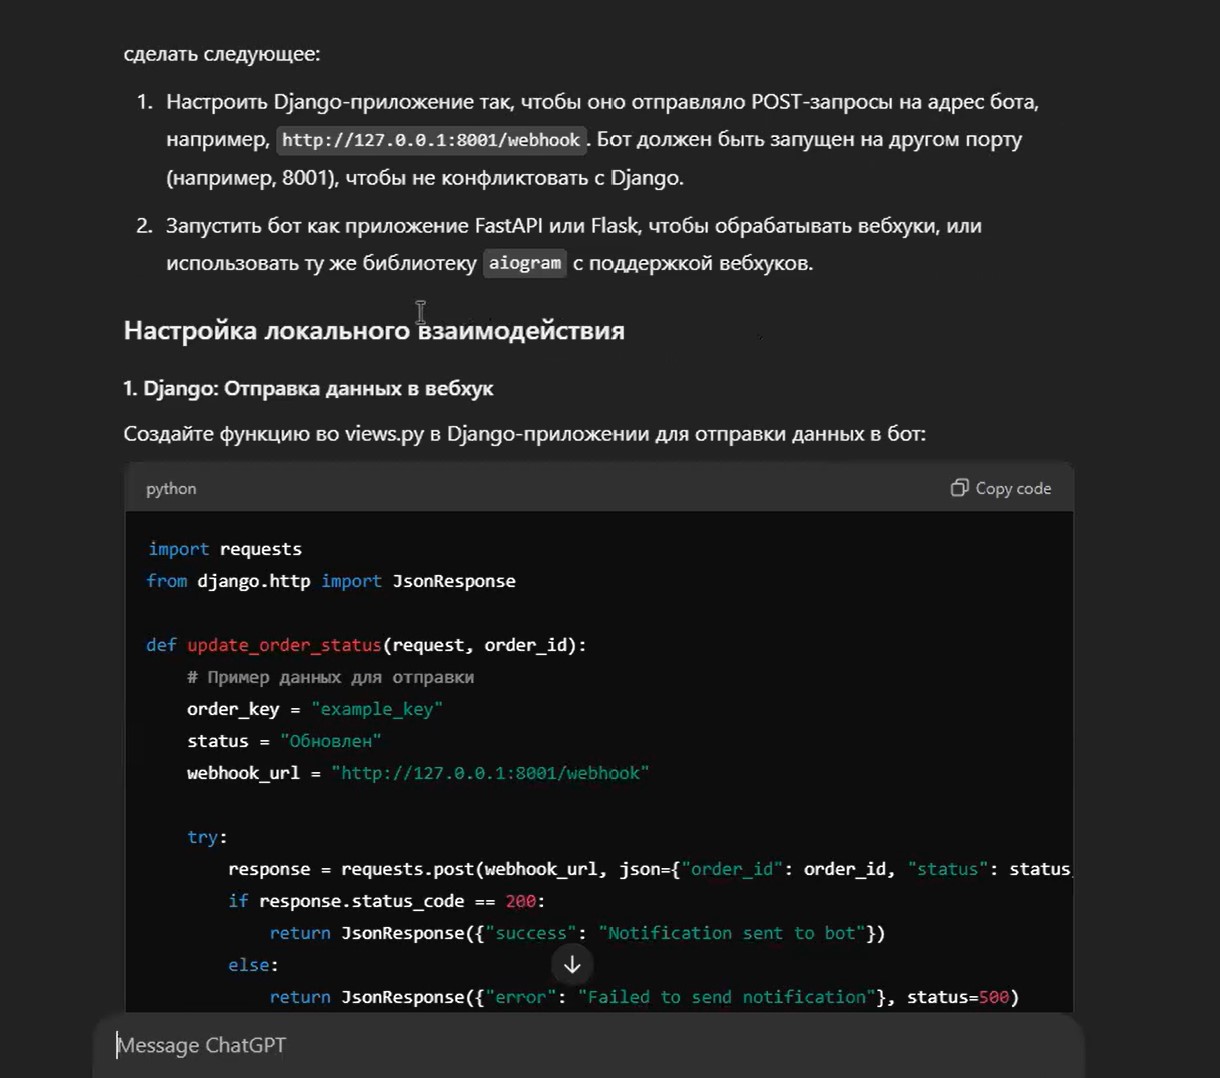 сделать следующее:
1. Настроить Django-приложение так, чтобы оно отправляло POST-запросы на адрес бота,
например, http://127.0.0.1:8001/webhook . Бот должен быть запущен на другом порту
(например, 8001), чтобы не конфликтовать с Django.
2. Запустить бот как приложение FastAPI или Flask, чтобы обрабатывать вебхуки, или
использовать ту же библиотеку aiogram с поддержкой вебхуков.
Настройка локального взаимодействия
1. Django: Отправка данных в вебхук
Создайте функцию во views.py в Django-приложении для отправки данных в бот:
python
Copy code
import requests
from django.http import JsonResponse
def update_order_status(request, order_id):
# Пример данных для отправки
order_key = "example_key"
status = "Обновлен"
webhook_url = "http://127.0.0.1:8001/webhook"
try:
response = requests.post(webhook_url, json={"order_id": order_id, "status": status,
if response.status_code == 200:
return JsonResponse({"success": "Notification sent to bot"})
else:
return JsonResponse({"error": "Failed to send notification"}, status=500)
Message ChatGPT